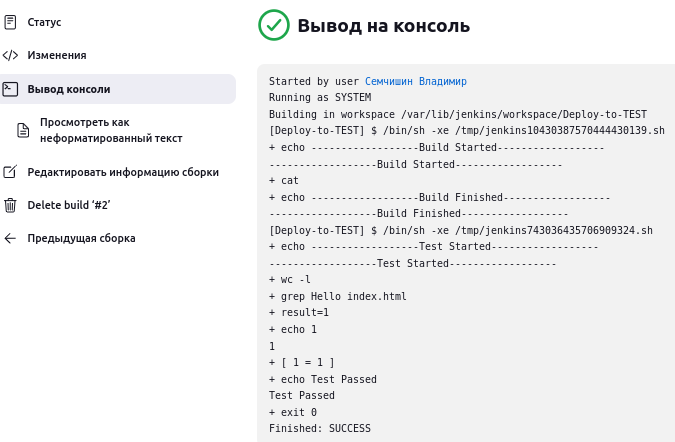 Статус
Изменения
Вывод консоли
Просмотреть как
неформатированный текст
Редактировать информацию сборки
Delete build ‘#2’
Предыдущая сборка
Вывод на консоль
Started by user Семчишин Владимир
Running as SYSTEM
Building in workspace /var/lib/jenkins/workspace/Deploy-to-TEST
[Deploy-to-TEST] $ /bin/sh -xe /tmp/jenkins10430387570444430139.sh
+ echo ------------------Build Started------------------
------------------Build Started------------------
+ cat
+ echo ------------------Build Finished------------------
------------------Build Finished------------------
[Deploy-to-TEST] $ /bin/sh -xe /tmp/jenkins743036435706909324.sh
+ echo ------------------Test Started------------------
------------------Test Started------------------
+ wc -l
+ grep Hello index.html
+ result=1
+ echo 1
1
+ [ 1 = 1 ]
+ echo Test Passed
Test Passed
+ exit 0
Finished: SUCCESS